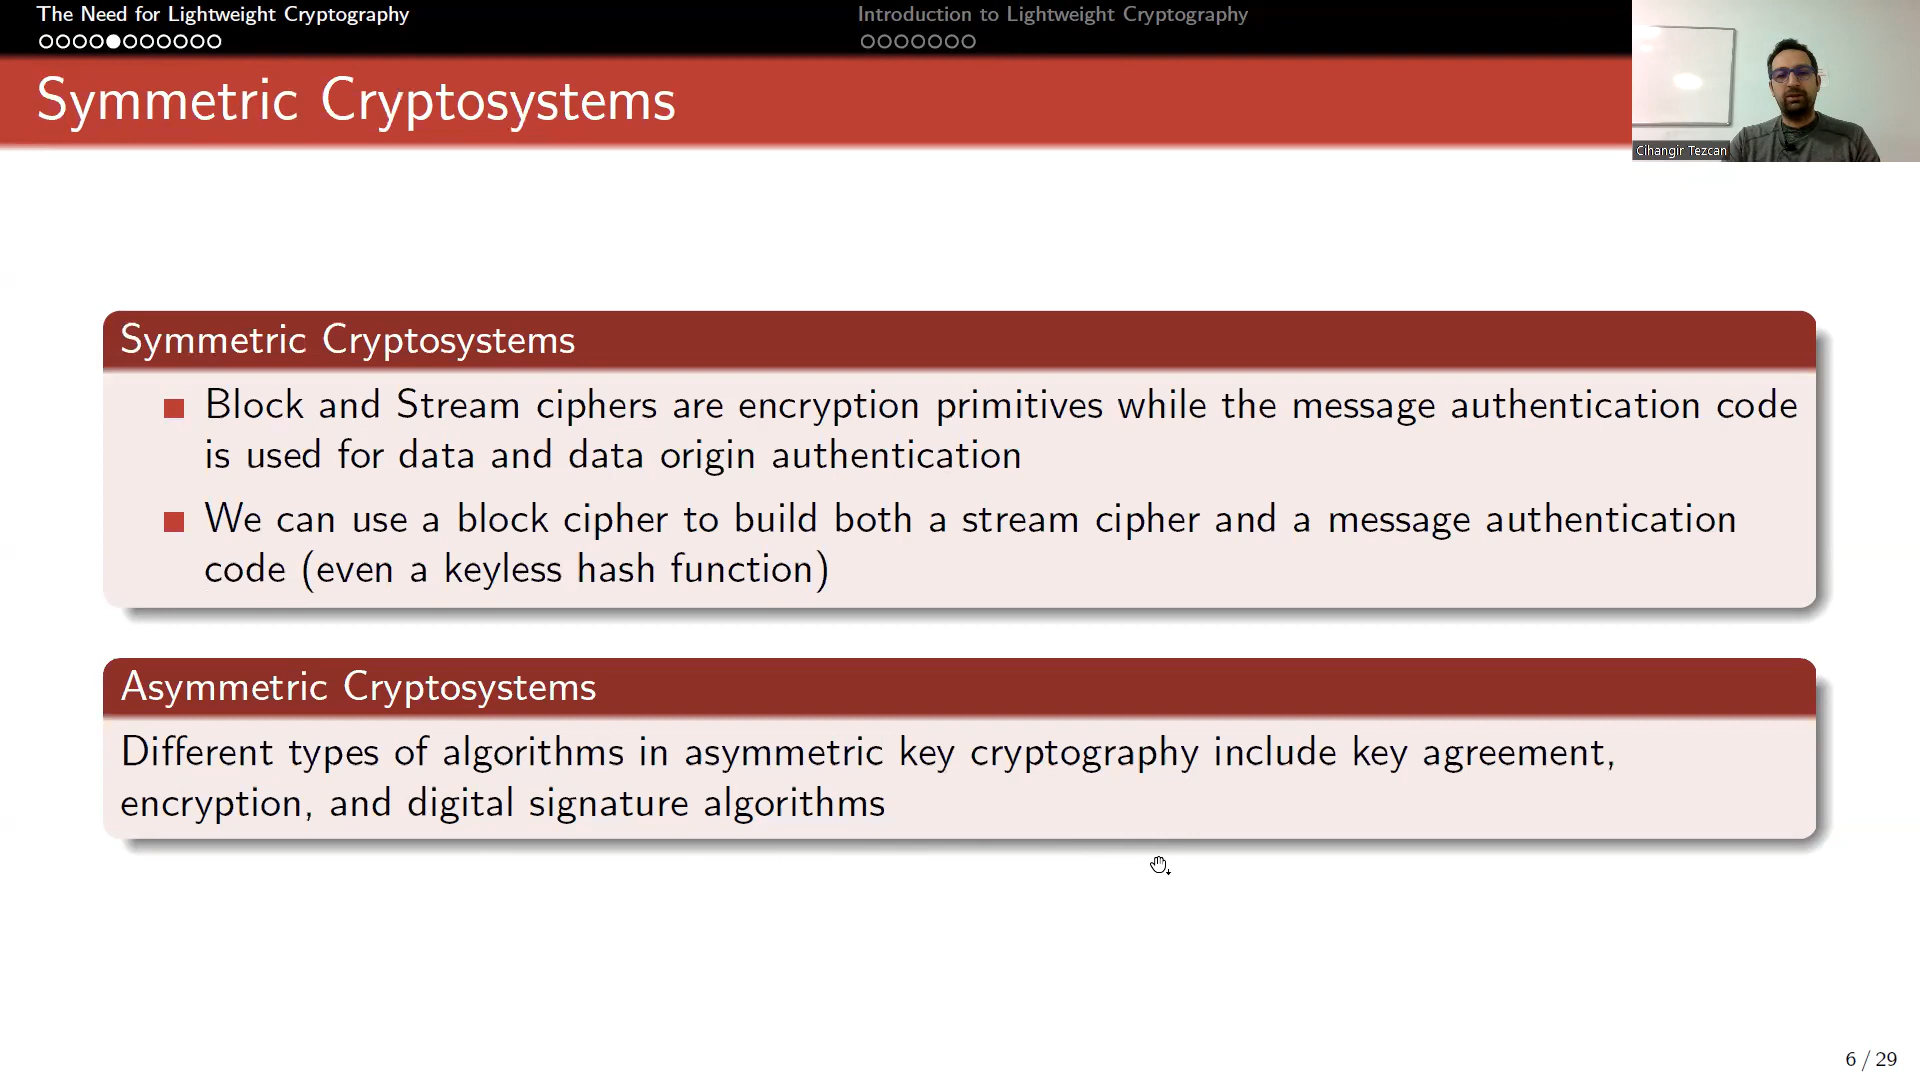 The Need for Lightweight Cryptography
Introduction to Lightweight Cryptography
Symmetric Cryptosystems
Cihangir Tezcan
Symmetric Cryptosystems
Block and Stream ciphers are encryption primitives while the message authentication code
is used for data and data origin authentication
We can use a block cipher to build both a stream cipher and a message authentication
code (even a keyless hash function)
Asymmetric Cryptosystems
Different types of algorithms in asymmetric key cryptography include key agreement,
encryption, and digital signature algorithms
6 / 29